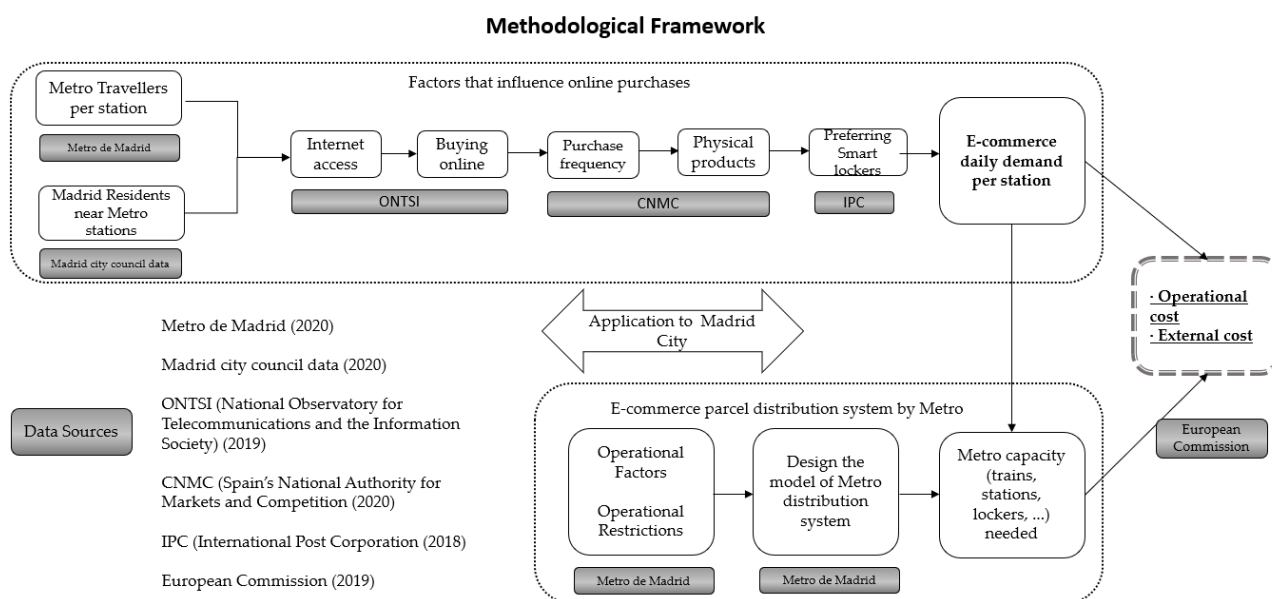 Methodological Framework
Factors that influence online purchases
Metro Travellers
per station
Metro de Madrid
Madrid Residents
near Metro
stations
Madrid city council data
Internet
access
Buying
online
ONTSI
Purchase
frequency
Physical
products
CNMC
Preferring
Smart
lockers
IPC
E-commerce
daily demand
per station
· Operational
cost
· External cost
Application to Madrid
City
Data Sources
Metro de Madrid (2020)
Madrid city council data (2020)
ONTSI (National Observatory for
Telecommunications and the Information
Society) (2019)
CNMC (Spain's National Authority for
Markets and Competition (2020)
IPC (International Post Corporation (2018)
European Commission (2019)
E-commerce parcel distribution system by Metro
Operational
Factors
Operational
Restrictions
Metro de Madrid
Design the
model of Metro
distribution
system
Metro de Madrid
Metro capacity
(trains,
stations,
lockers, ...)
needed
European
Commission